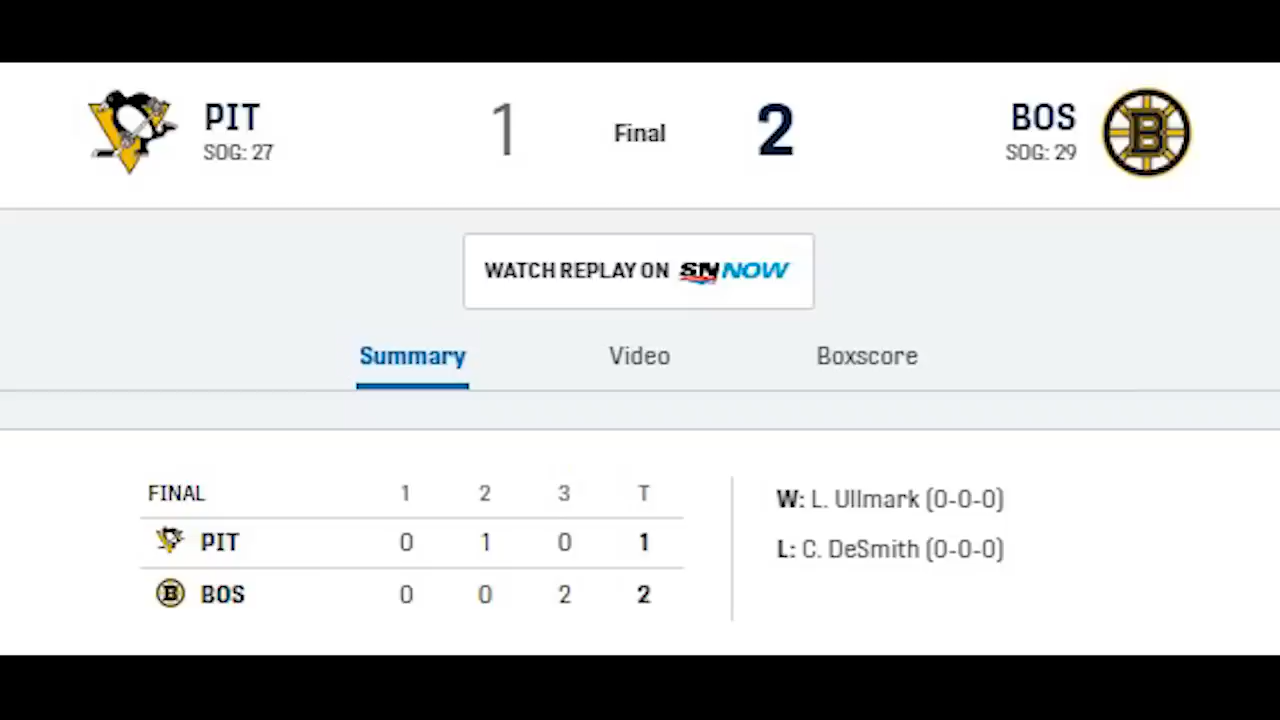 PIT
SOG: 27
1
Final
2
BOS
SOG: 29
B
WATCH REPLAY ON SN NOW
Summary Video Boxscore
FINAL 1 2 3 T
PIT 0 1 0 1
B BOS 0 0 2 2
W: L. Ullmark (0-0-0)
L: C. DeSmith (0-0-0)